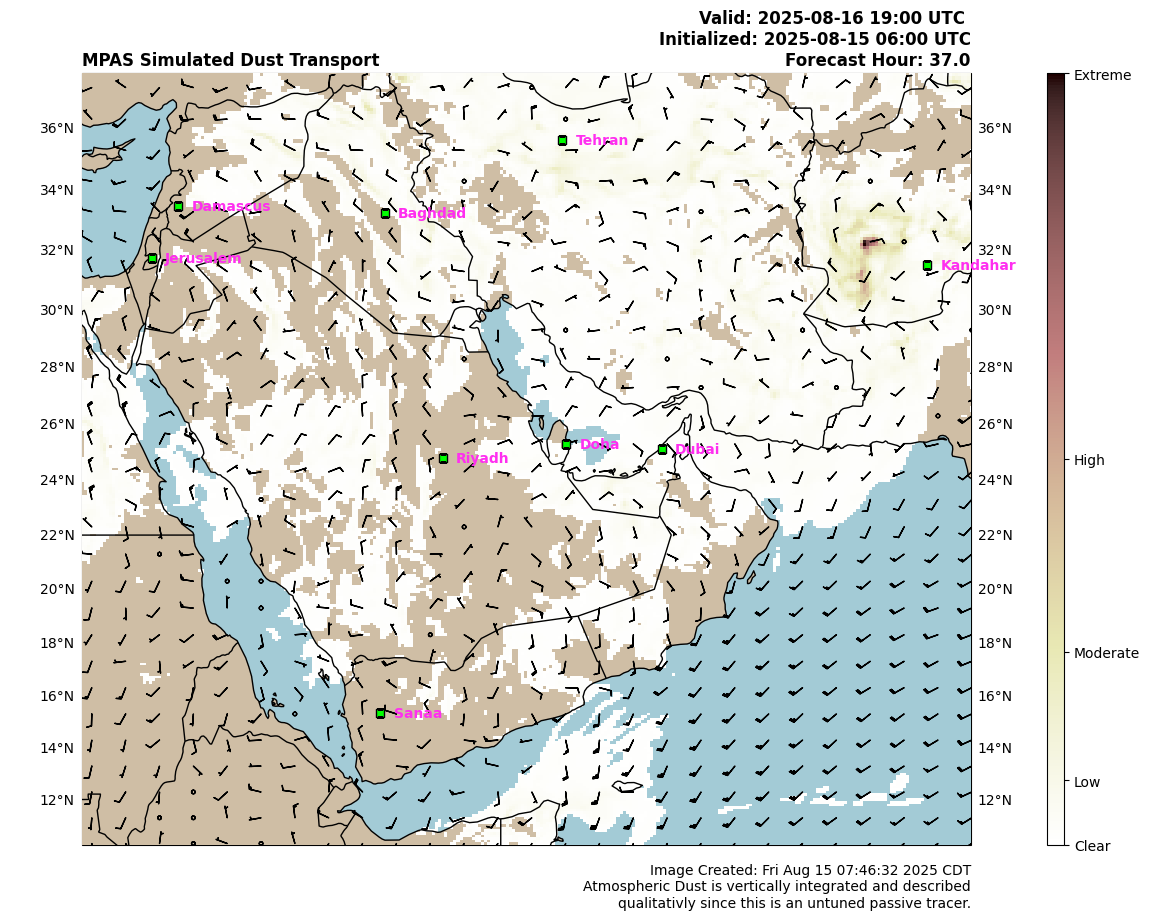 Valid: 2025-08-16 19:00 UTC
Initialized: 2025-08-15 06:00 UTC
MPAS Simulated Dust Transport Forecast Hour: 37.0
Extreme
36°N Tehran 36°N
34°N 34°N
Damascus Baghdad
32°N 32°N
Jerusalem Kandahar
30°N 30°N
28°N 28°N
26°N 26°N
Doha Dubai
Riyadh High
24°N 24°N
22°N 22°N
20°N 20°N
18°N 18°N
Moderate
16°N 16°N
Sanaa
14°N 14°N
Low
12°N 12°N
Clear
Image Created: Fri Aug 15 07:46:32 2025 CDT
Atmospheric Dust is vertically integrated and described
qualitativly since this is an untuned passive tracer.